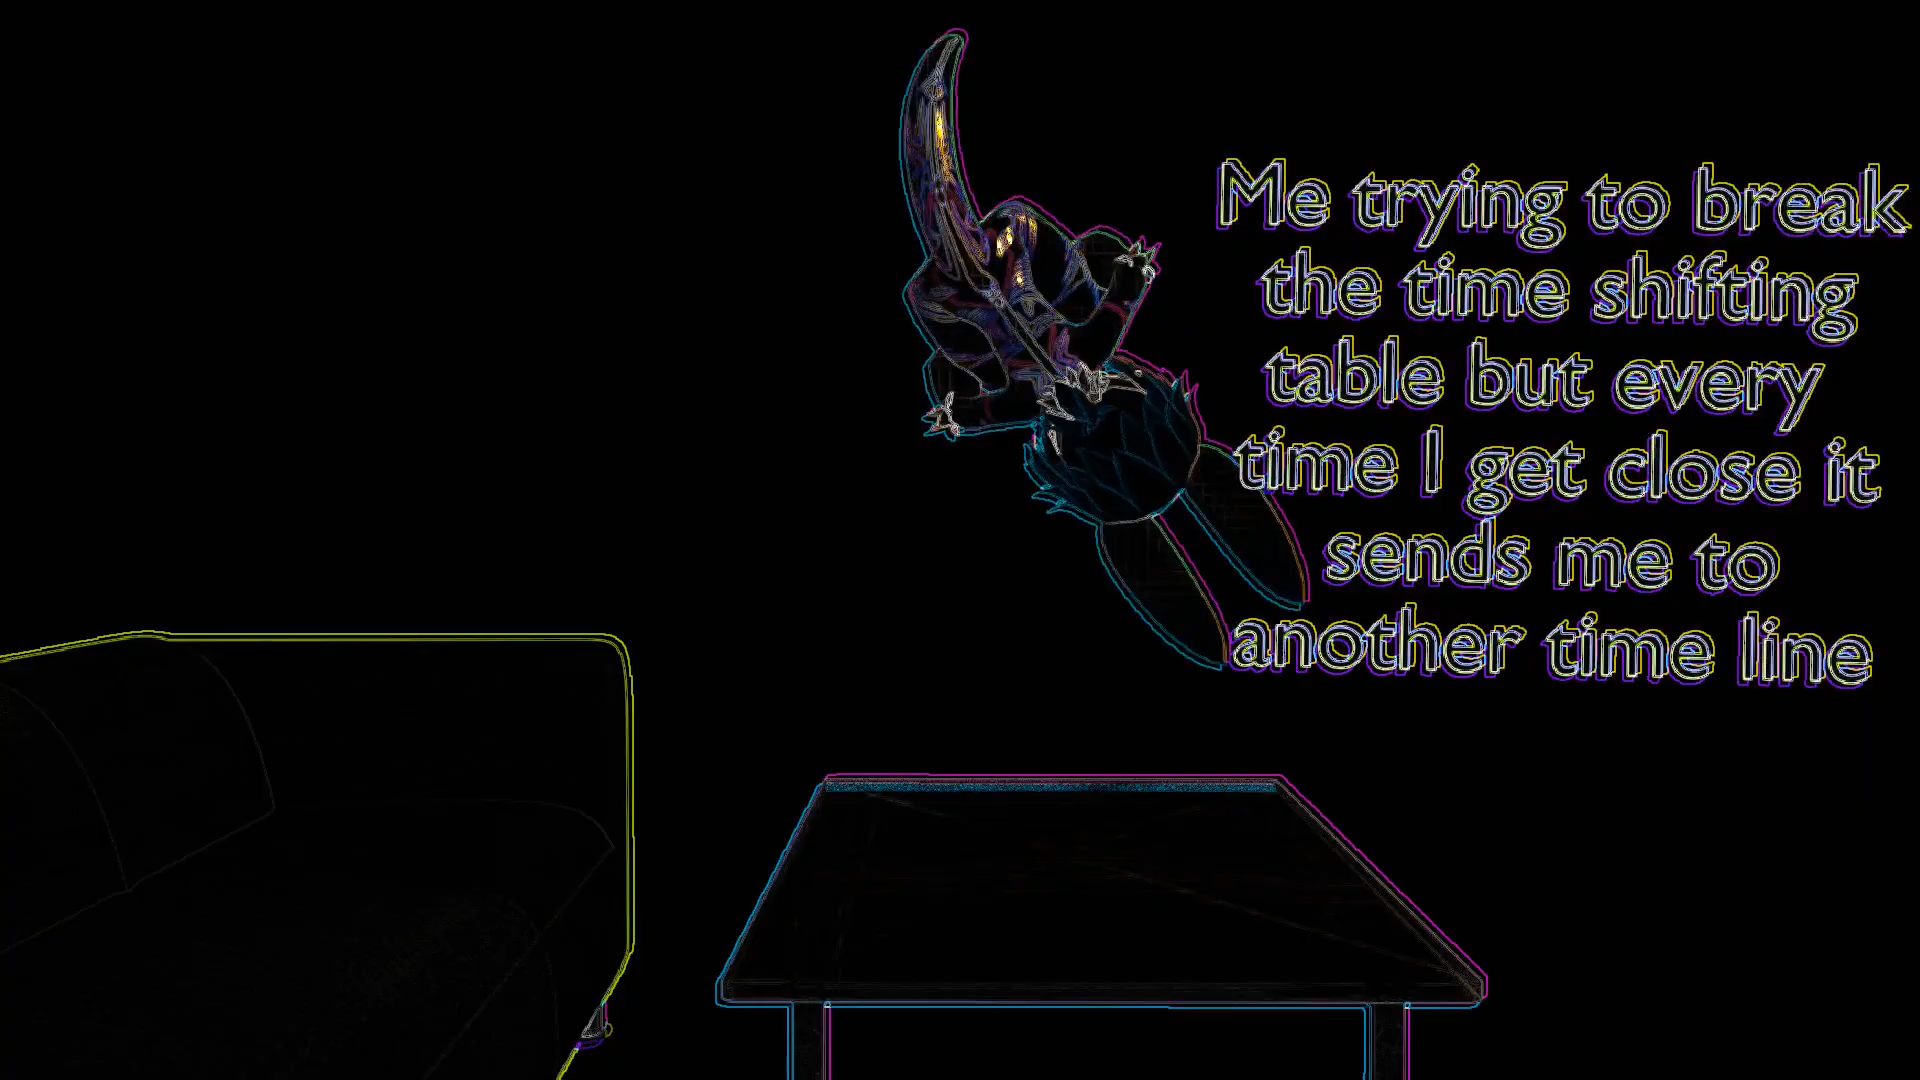 Me trying to break
the time shifting
table but every
time I get close it
sends me to
another time line